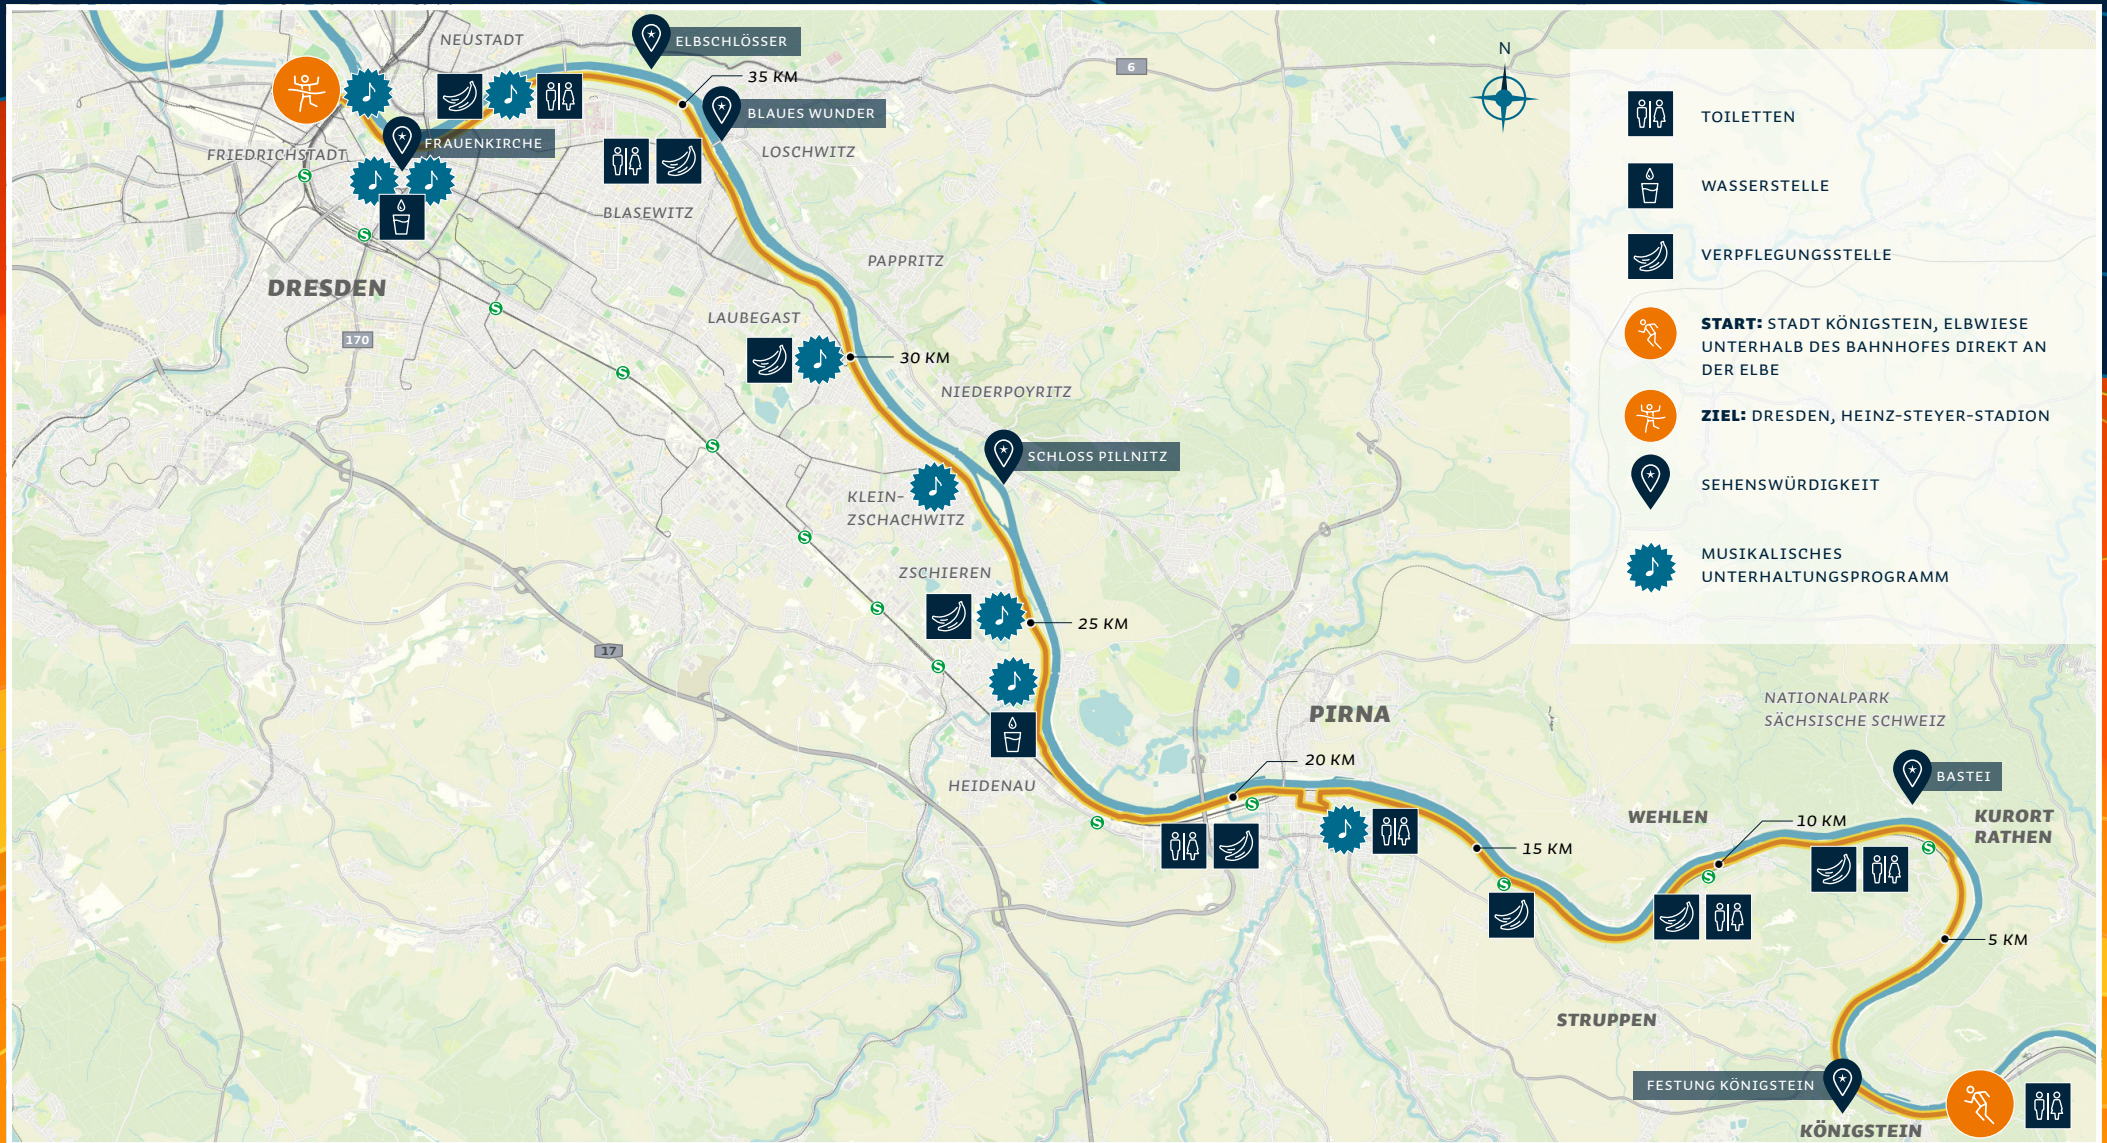 NEUSTADT
ELBSCHLÖSSER
N
6
35 KM
BLAUES WUNDER
FRAUENKIRCHE
FRIEDRICHSTADT
LOSCHWITZ
BLASEWITZ
PAPPRITZ
DRESDEN
LAUBEGAST
170
30 KM
NIEDERPOYRITZ
SCHLOSS PILLNITZ
KLEIN-
ZSCHACHWITZ
ZSCHIEREN
25 KM
17
PIRNA
20 KM
HEIDENAU
15 KM
NATIONALPARK
SÄCHSISCHE SCHWEIZ
BASTEI
WEHLEN
10 KM
KURORT
RATHEN
5 KM
STRUPPEN
FESTUNG KÖNIGSTEIN
KÖNIGSTEIN
S
S
S
S
S
S
S
S
S
S
S
S
S
S
TOILETTEN
WASSERSTELLE
VERPFLEGUNGSSTELLE
START: STADT KÖNIGSTEIN, ELBWIESE
UNTERHALB DES BAHNHOFES DIREKT AN
DER ELBE
ZIEL: DRESDEN, HEINZ-STEYER-STADION
SEHENSWÜRDIGKEIT
MUSIKALISCHES
UNTERHALTUNGSPROGRAMM